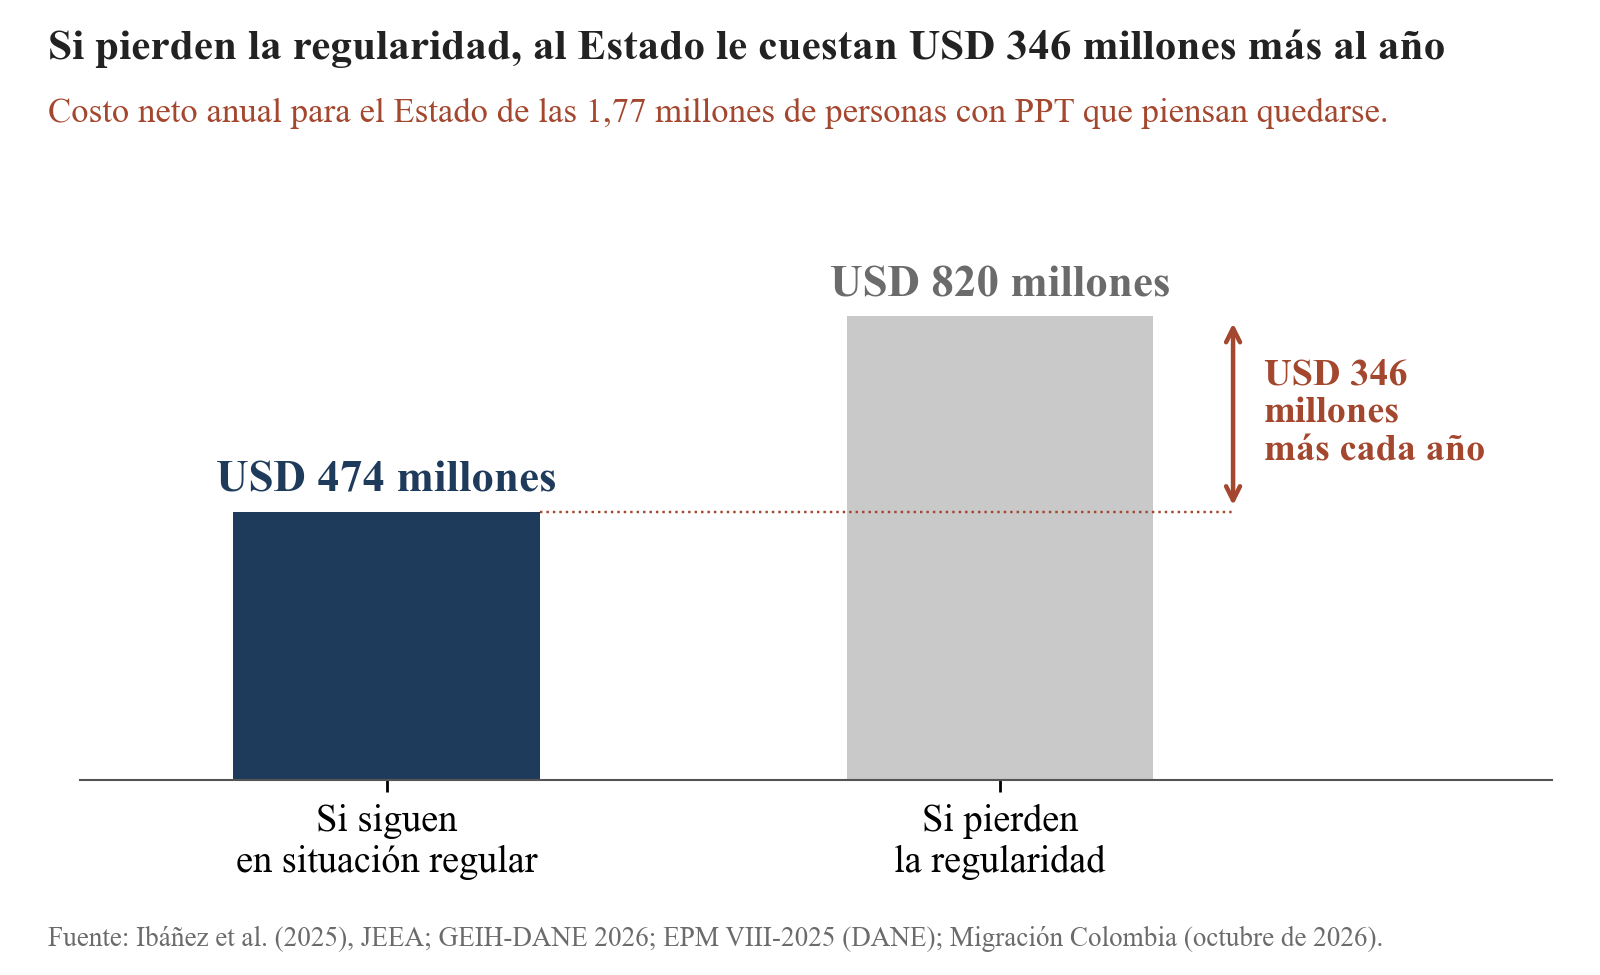 Si pierden la regularidad, al Estado le cuestan USD 346 millones más al año
Costo neto anual para el Estado de las 1,77 millones de personas con PPT que piensan quedarse.
USD 820 millones
USD 346
millones
más cada año
USD 474 millones
Si siguen
en situación regular
Si pierden
la regularidad
Fuente: Ibáñez et al. (2025), JEEA; GEIH-DANE 2026; EPM VIII-2025 (DANE); Migración Colombia (octubre de 2026).